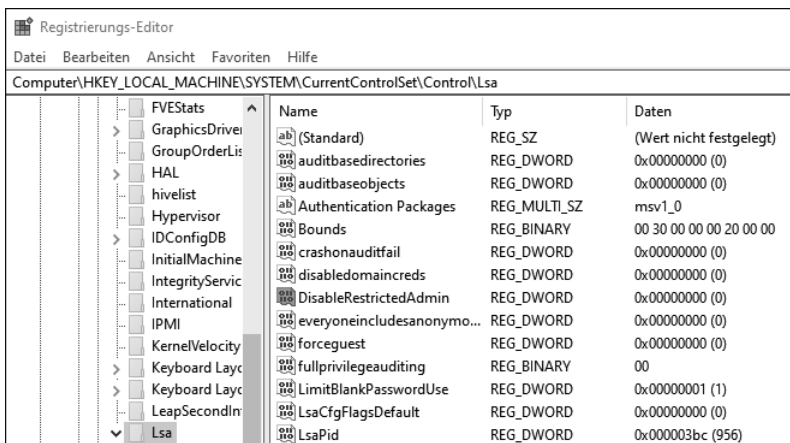 Registrierungs-Editor
Datei Bearbeiten Ansicht Favoriten Hilfe
Computer\HKEY_LOCAL_MACHINE\SYSTEM\CurrentControlSet\Control\Lsa
FVEStats
GraphicsDriver
GroupOrderLis
HAL
hivelist
Hypervisor
IDConfigDB
InitialMachine
IntegrityServic
International
IPMI
KernelVelocity
Keyboard Layc
Keyboard Layc
LeapSecondIn
Lsa
Name Typ Daten
(Standard) REG_SZ (Wert nicht festgelegt)
auditbasedirectories REG_DWORD 0x00000000 (0)
auditbaseobjects REG_DWORD 0x00000000 (0)
Authentication Packages REG_MULTI_SZ msv1_0
Bounds REG_BINARY 00 30 00 00 00 20 00 00
crashonauditfail REG_DWORD 0x00000000 (0)
disabledomaincreds REG_DWORD 0x00000000 (0)
DisableRestrictedAdmin REG_DWORD 0x00000000 (0)
everyoneincludesanonymo... REG_DWORD 0x00000000 (0)
forceguest REG_DWORD 0x00000000 (0)
fullprivilegeauditing REG_BINARY 00
LimitBlankPasswordUse REG_DWORD 0x00000001 (1)
LsaCfgFlagsDefault REG_DWORD 0x00000000 (0)
LsaPid REG_DWORD 0x000003bc (956)